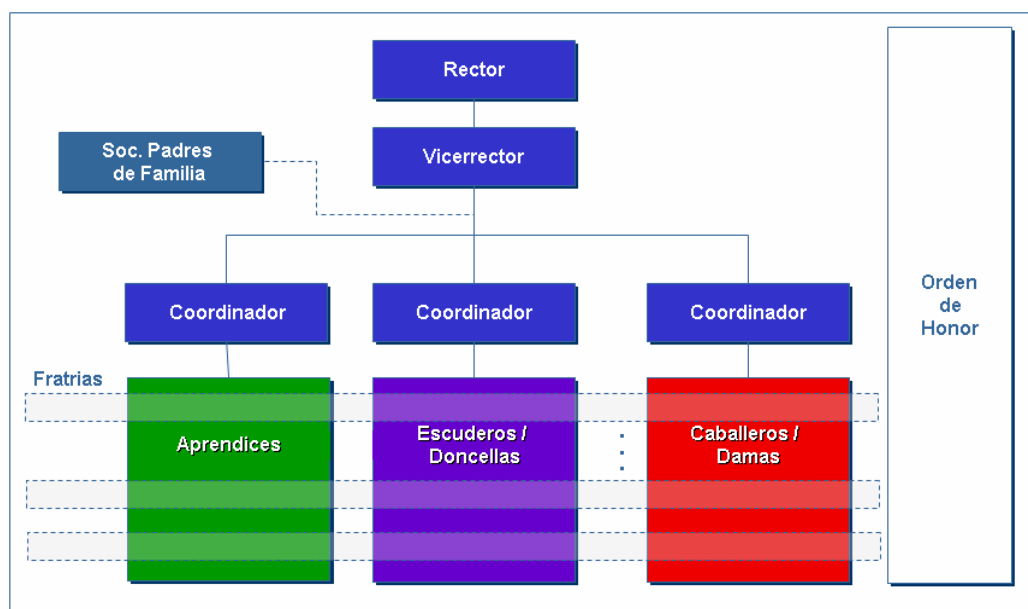 Rector
Soc. Padres
de Familia
Vicerrector
Coordinador
Coordinador
Coordinador
Orden
de
Honor
Fratrias
Aprendices
Escuderos /
Doncellas
Caballeros /
Damas